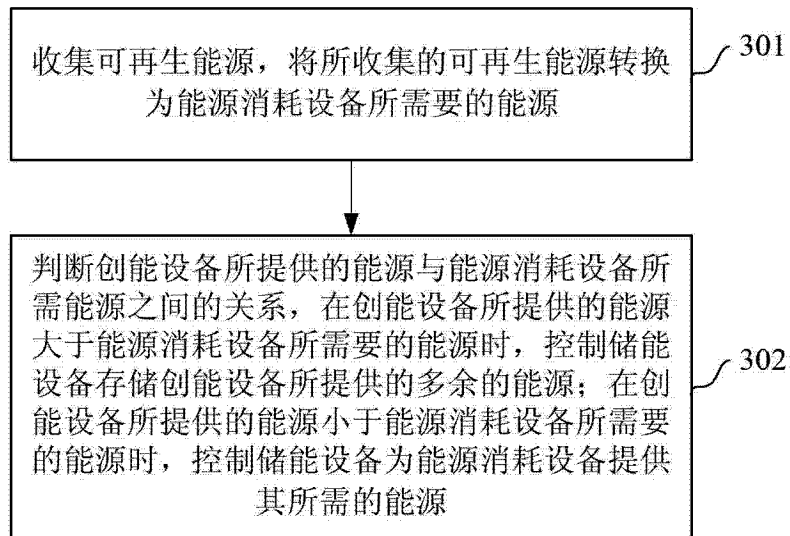 收集可再生能源，将所收集的可再生能源转换
为能源消耗设备所需要的能源
301
判断创能设备所提供的能源与能源消耗设备所
需能源之间的关系，在创能设备所提供的能源
大于能源消耗设备所需要的能源时，控制储能
设备存储创能设备所提供的多余的能源；在创
能设备所提供的能源小于能源消耗设备所需要
的能源时，控制储能设备为能源消耗设备提供
其所需的能源
302